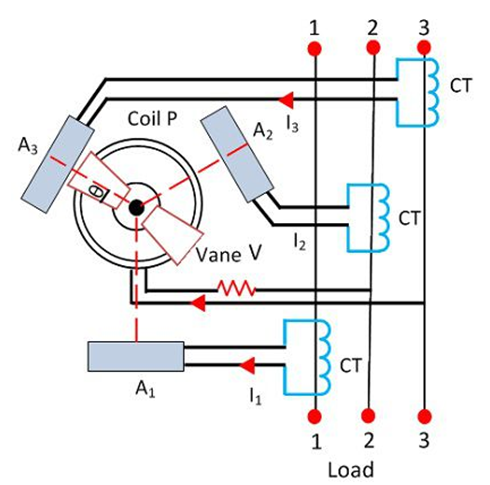 1 2 3
CT
Coil P
I₃
A₂
A₃
CT
I₂
Vane V
CT
A₁
I₁
1 2 3
Load